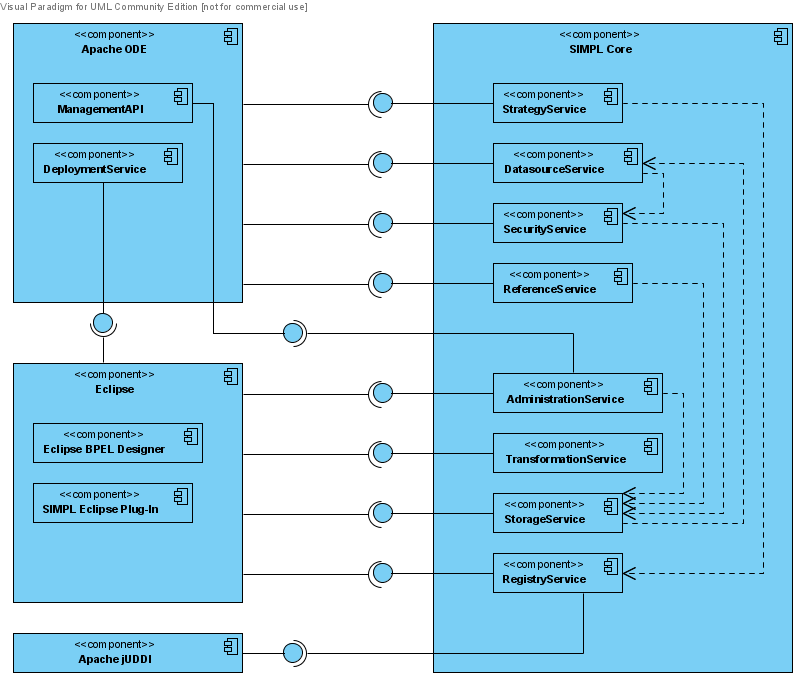 Visual Paradigm for UML Community Edition [not for commercial use]
<<component>>
Apache ODE
<<component>>
ManagementAPI
<<component>>
DeploymentService
<<component>>
Eclipse
<<component>>
Eclipse BPEL Designer
<<component>>
SIMPL Eclipse Plug-In
<<component>>
Apache jUDDI
<<component>>
SIMPL Core
<<component>>
StrategyService
<<component>>
DatasourceService
<<component>>
SecurityService
<<component>>
ReferenceService
<<component>>
AdministrationService
<<component>>
TransformationService
<<component>>
StorageService
<<component>>
RegistryService